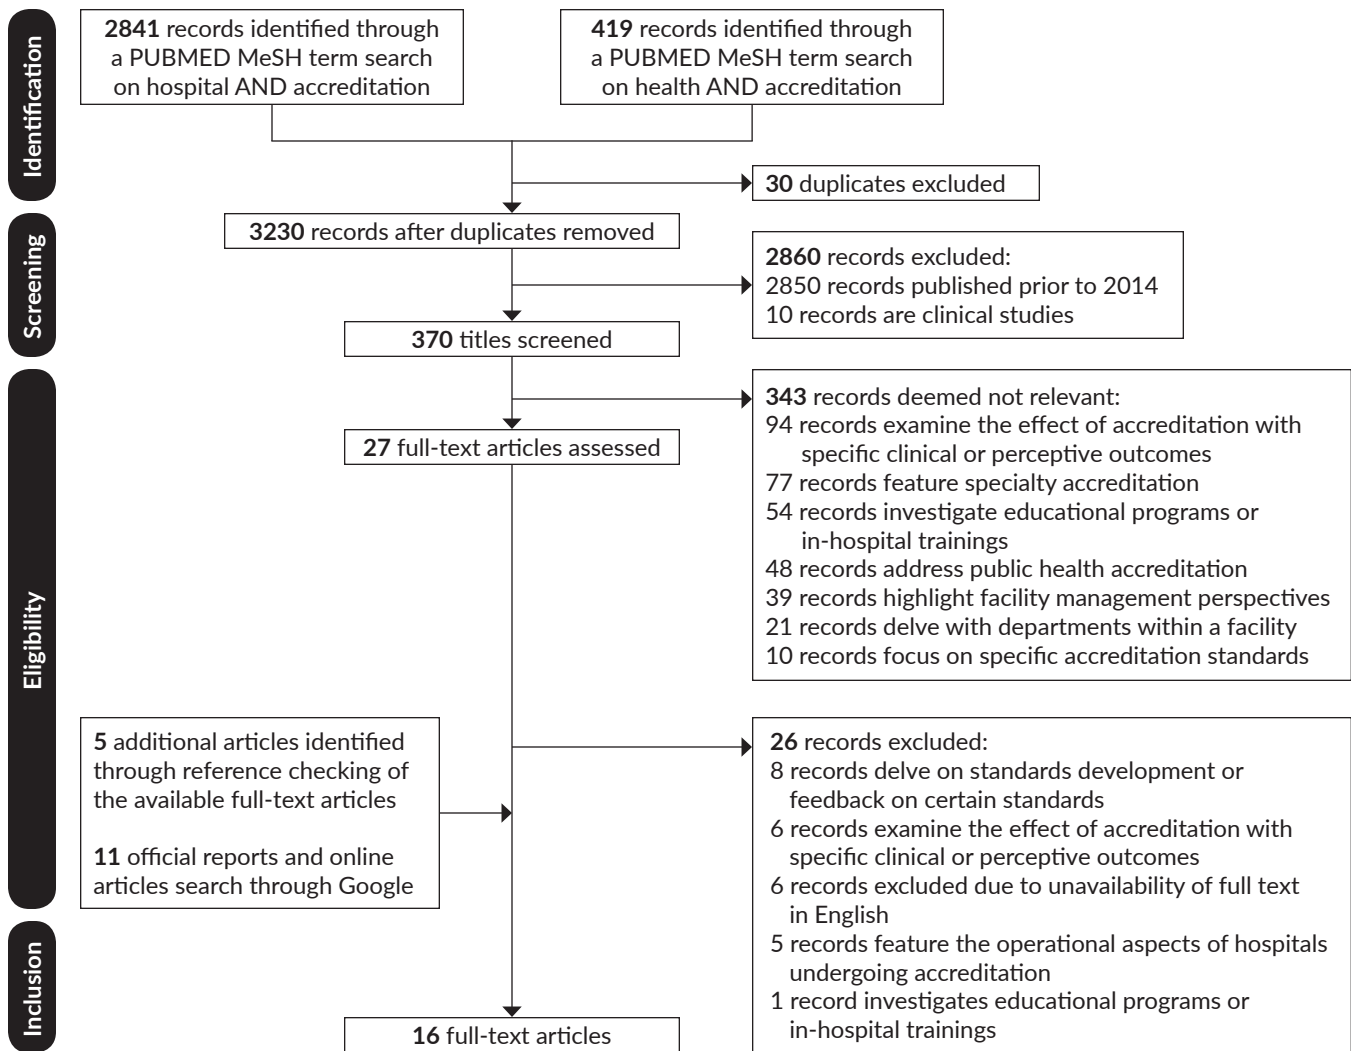 Identification
2841 records identified through
a PUBMED MeSH term search
on hospital AND accreditation
419 records identified through
a PUBMED MeSH term search
on health AND accreditation
30 duplicates excluded
Screening
3230 records after duplicates removed
2860 records excluded:
2850 records published prior to 2014
10 records are clinical studies
370 titles screened
Eligibility
343 records deemed not relevant:
94 records examine the effect of accreditation with
specific clinical or perceptive outcomes
77 records feature specialty accreditation
54 records investigate educational programs or
in-hospital trainings
48 records address public health accreditation
39 records highlight facility management perspectives
21 records delve with departments within a facility
10 records focus on specific accreditation standards
27 full-text articles assessed
5 additional articles identified
through reference checking of
the available full-text articles
11 official reports and online
articles search through Google
26 records excluded:
8 records delve on standards development or
feedback on certain standards
6 records examine the effect of accreditation with
specific clinical or perceptive outcomes
6 records excluded due to unavailability of full text
in English
5 records feature the operational aspects of hospitals
undergoing accreditation
1 record investigates educational programs or
in-hospital trainings
Inclusion
16 full-text articles